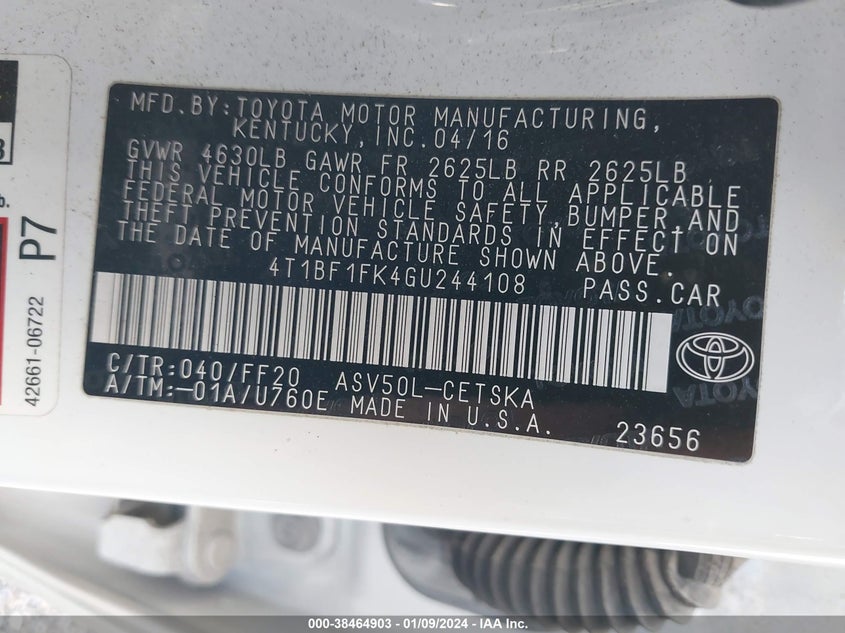 MFD.BY:TOYOTA MOTOR MANUFACTURING,
KENTUCKY,INC.04/16
GVWR 4630LB GAWR FR 2625LB RR 2625LB
THIS VEHICLE CONFORMS TO ALL APPLICABLE
FEDERAL MOTOR VEHICLE SAFETY,BUMPER,AND
THEFT PREVENTION STANDARDS IN EFFECT ON
THE DATE OF MANUFACTURE SHOWN ABOVE.
4T1BF1FK4GU244108 PASS.CAR
C/TR:040/FF20 ASV50L-CETSKA
A/TM:-01A/U760E MADE IN U.S.A.
23656
TOYOTA
P7
42661-06722
000-38464903 - 01/09/2024 - IAA Inc.